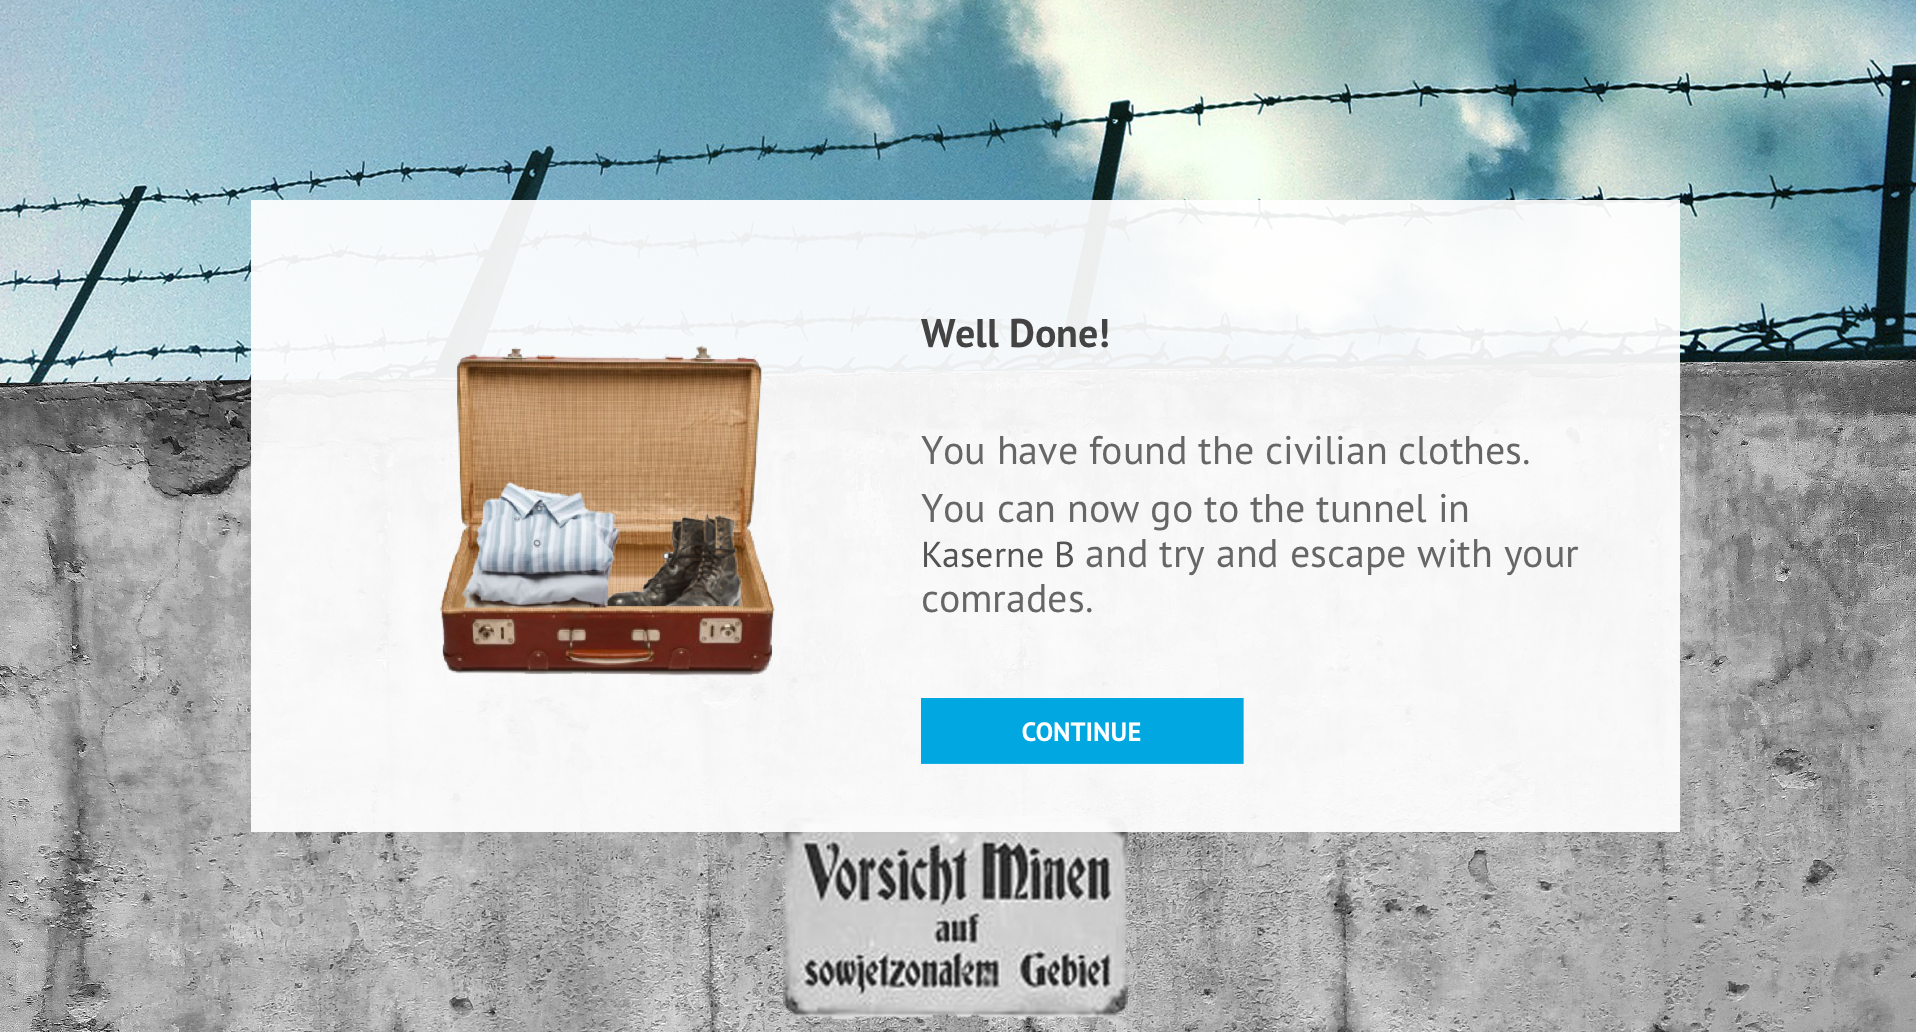 Well Done!
You have found the civilian clothes.
You can now go to the tunnel in
Kaserne B and try and escape with your
comrades.
CONTINUE
Vorsicht Minen
auf
sowjetzonalem Gebiet